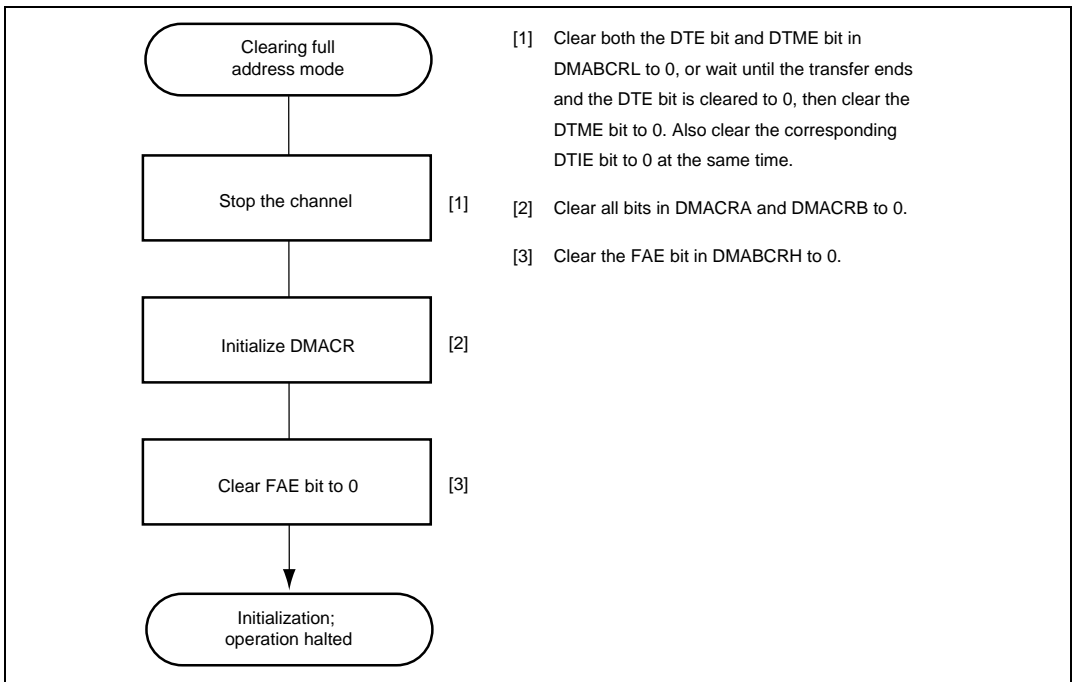 Clearing full
address mode
Stop the channel
[1]
Initialize DMACR
[2]
Clear FAE bit to 0
[3]
Initialization;
operation halted
[1] Clear both the DTE bit and DTME bit in
DMABCRL to 0, or wait until the transfer ends
and the DTE bit is cleared to 0, then clear the
DTME bit to 0. Also clear the corresponding
DTIE bit to 0 at the same time.
[2] Clear all bits in DMACRA and DMACRB to 0.
[3] Clear the FAE bit in DMABCRH to 0.